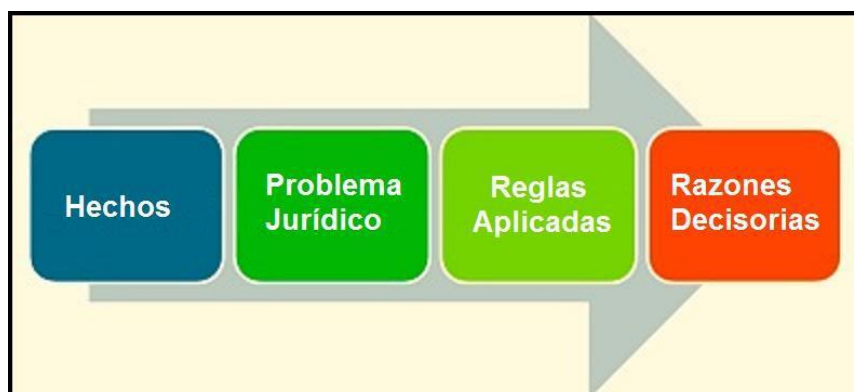 Hechos
Problema
Jurídico
Reglas
Aplicadas
Razones
Decisorias